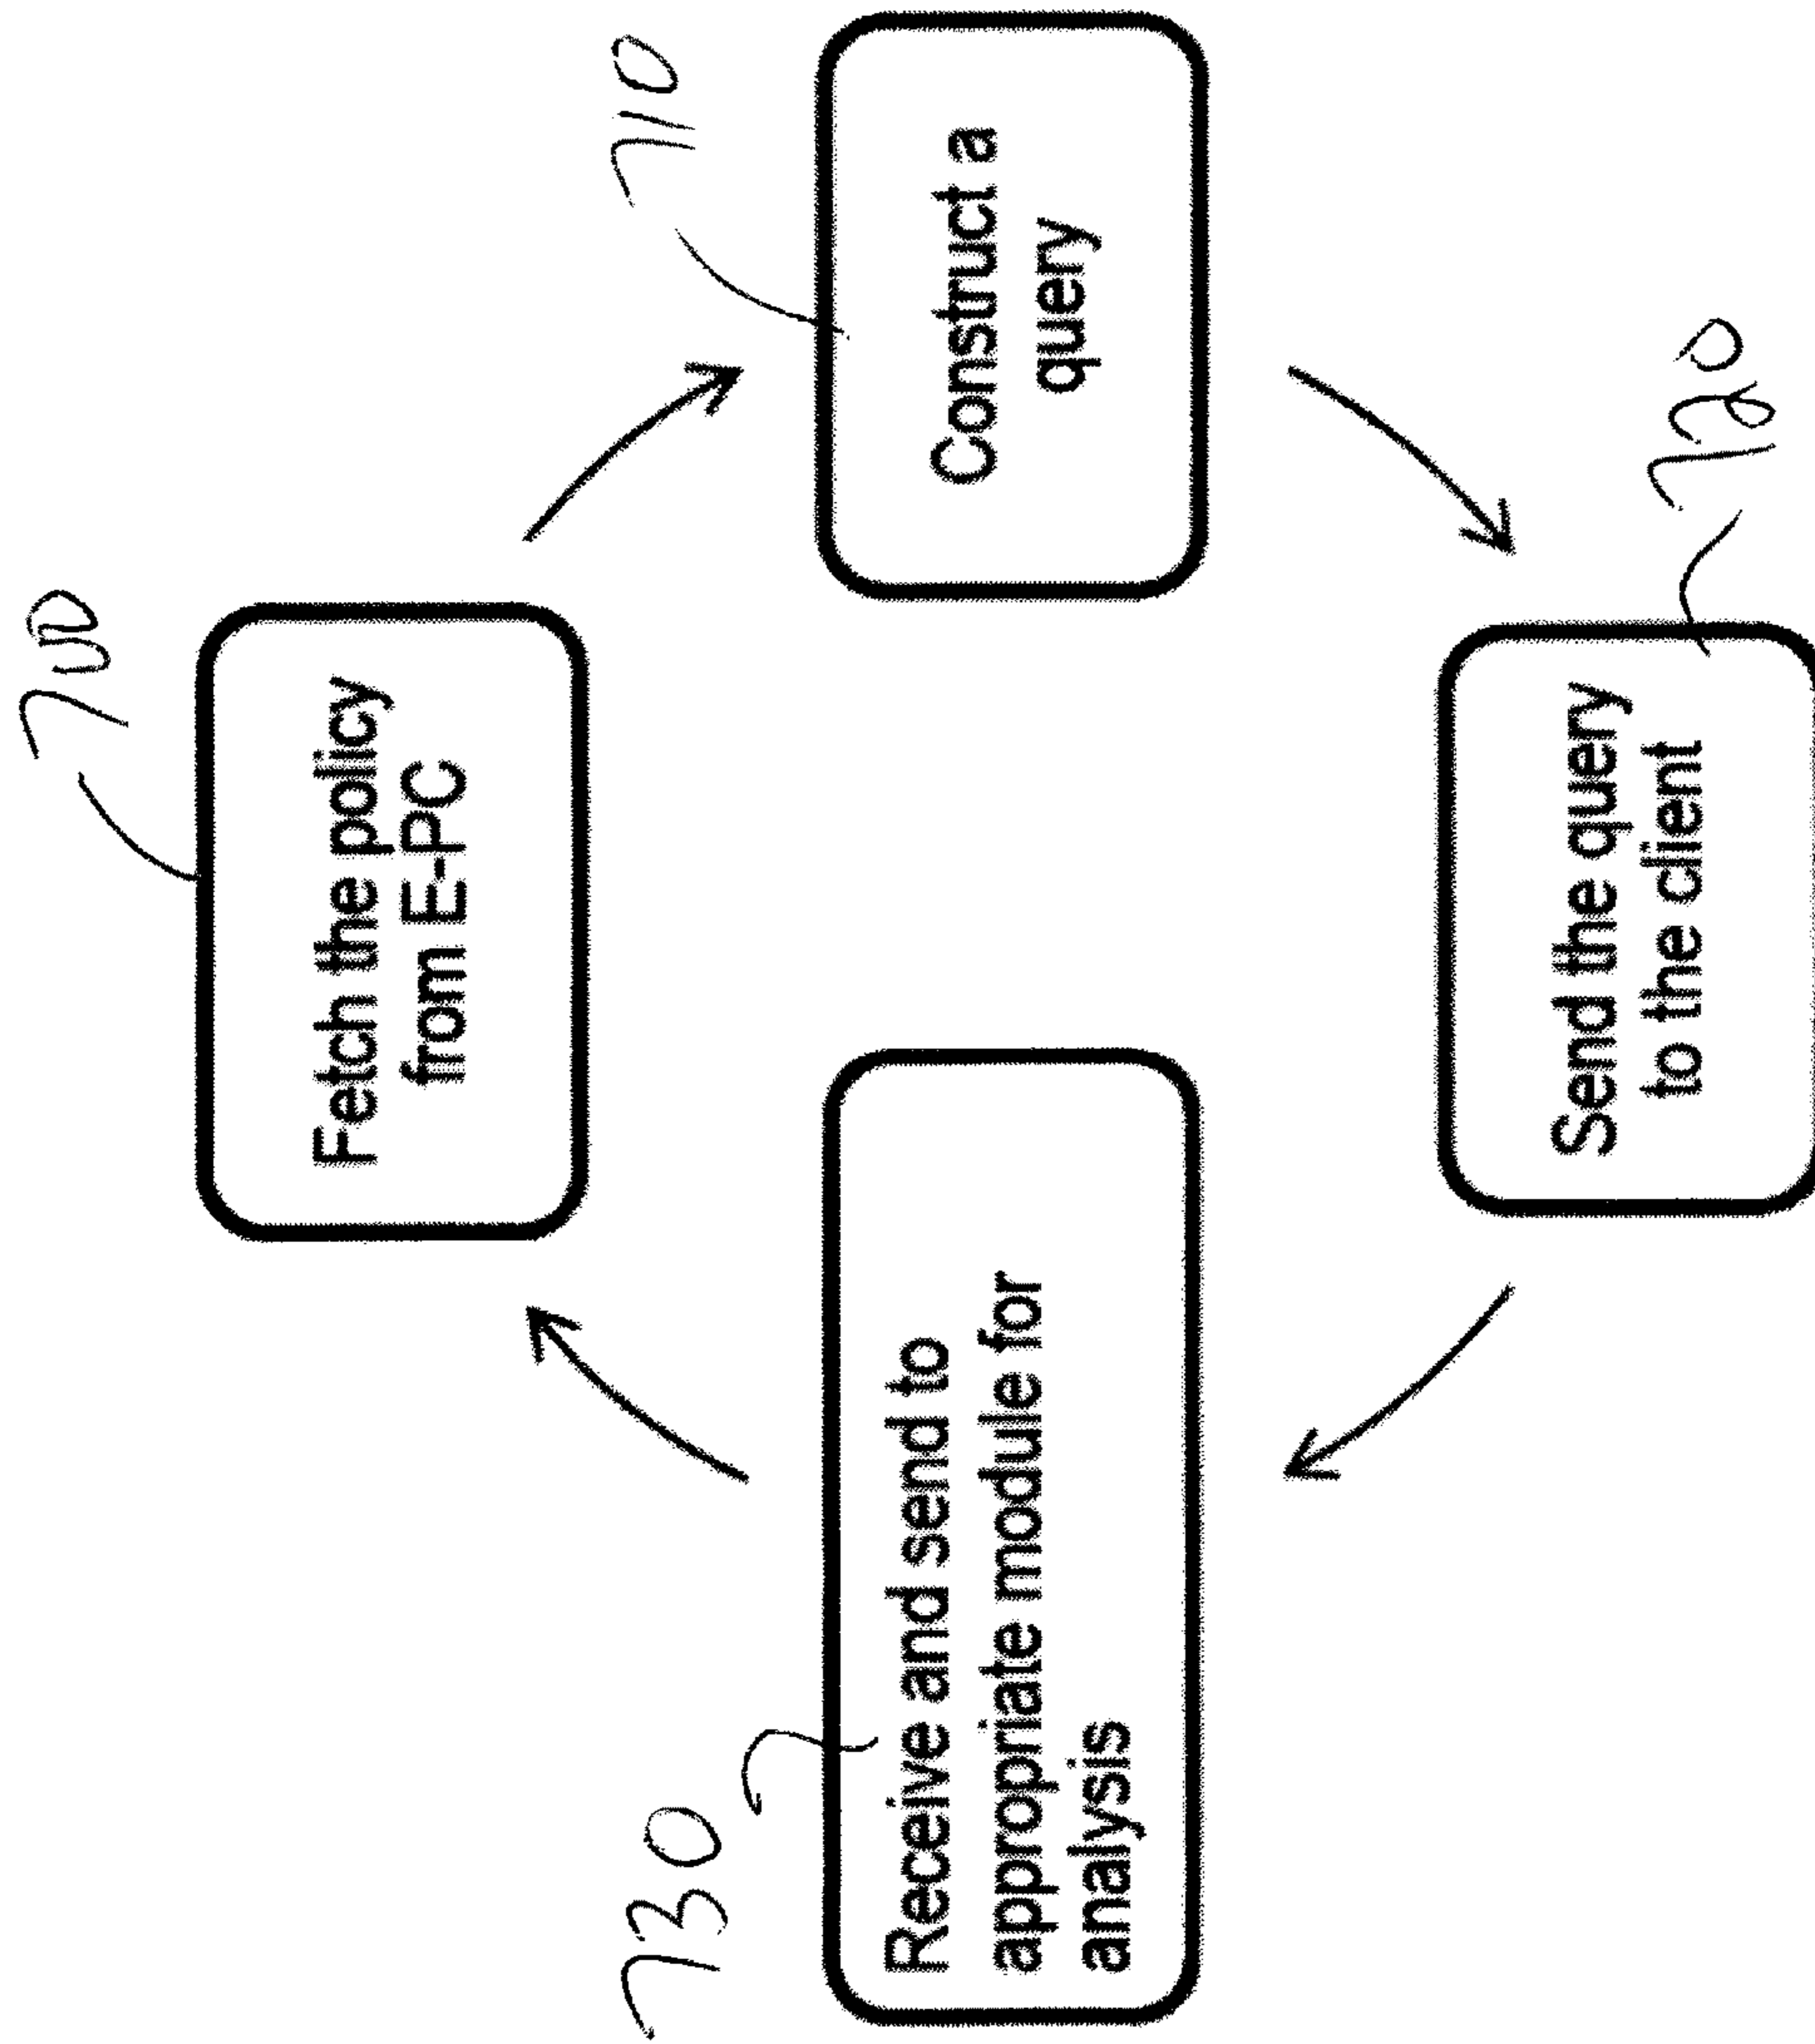 700
Fetch the policy
from E-PC
710
Construct a
query
720
Send the query
to the client
730
Receive and send to
appropriate module for
analysis